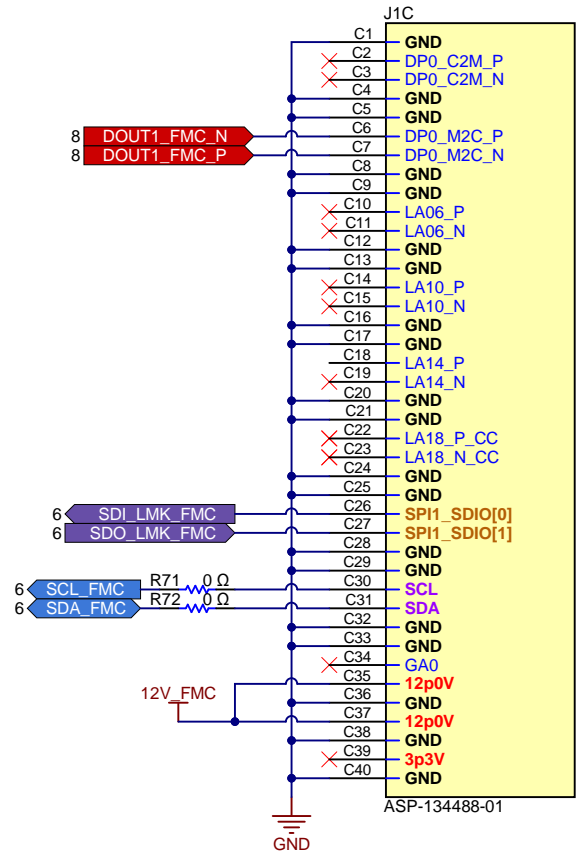 J1C
C1 GND
C2 DP0_C2M_P
C3 DP0_C2M_N
C4 GND
C5 GND
8 DOUT1_FMC_N C6 DP0_M2C_P
8 DOUT1_FMC_P C7 DP0_M2C_N
C8 GND
C9 GND
C10 LA06_P
C11 LA06_N
C12 GND
C13 GND
C14 LA10_P
C15 LA10_N
C16 GND
C17 GND
C18 LA14_P
C19 LA14_N
C20 GND
C21 GND
C22 LA18_P_CC
C23 LA18_N_CC
C24 GND
C25 GND
6 SDI_LMK_FMC C26 SPI1_SDIO[0]
6 SDO_LMK_FMC C27 SPI1_SDIO[1]
C28 GND
C29 GND
6 SCL_FMC R71 0 Ω C30 SCL
6 SDA_FMC R72 0 Ω C31 SDA
C32 GND
C33 GND
C34 GA0
C35 12p0V
12V_FMC C36 GND
C37 12p0V
C38 GND
C39 3p3V
C40 GND
ASP-134488-01
GND